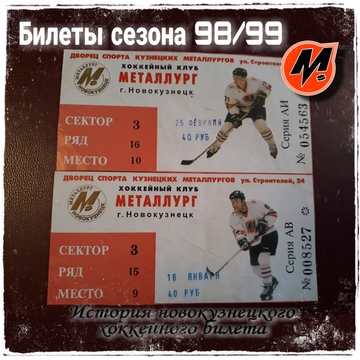 Билеты сезона 98/99
М
ДВОРЕЦ СПОРТА КУЗНЕЦКИХ МЕТАЛЛУРГОВ ул. Строителей,
ХОККЕЙНЫЙ КЛУБ
МЕТАЛЛУРГ
г. Новокузнецк
СЕКТОР 3
РЯД 16
МЕСТО 10
25 ФЕВРАЛЯ
40 РУБ
Серия АИ
№ 054563
ДВОРЕЦ СПОРТА КУЗНЕЦКИХ МЕТАЛЛУРГОВ ул. Строителей, 24
МЕТАЛЛУРГ
М
НОВОКУЗНЕЦК
ХОККЕЙНЫЙ КЛУБ
МЕТАЛЛУРГ
г. Новокузнецк
СЕКТОР 3
РЯД 15
МЕСТО 9
16 ЯНВАРЯ
40 РУБ
Серия АВ
№ 008527
История новокузнецкого
хоккейного билета